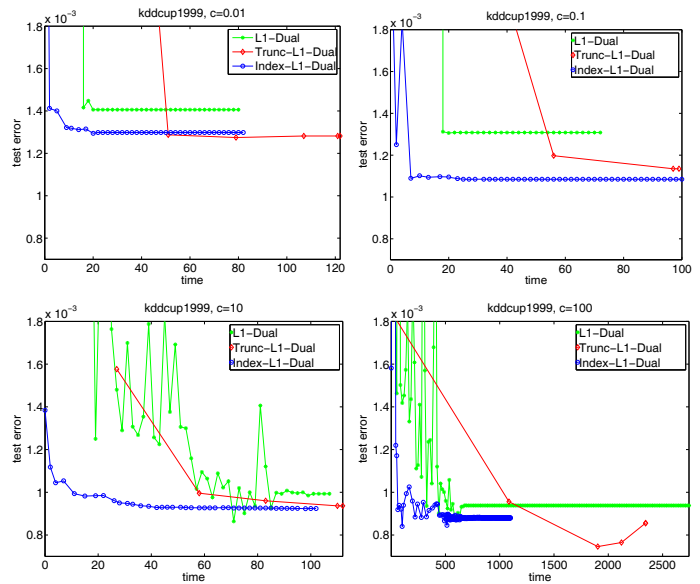 kddcup1999, c=0.01
x 10⁻³
1.8
1.6
1.4
1.2
1
0.8
test error
0
20
40
60
80
100
120
time
L1-Dual
Trunc-L1-Dual
Index-L1-Dual
kddcup1999, c=0.1
x 10⁻³
1.8
1.6
1.4
1.2
1
0.8
test error
0
20
40
60
80
100
time
L1-Dual
Trunc-L1-Dual
Index-L1-Dual
kddcup1999, c=10
x 10⁻³
1.8
1.6
1.4
1.2
1
0.8
test error
0
20
40
60
80
100
time
L1-Dual
Trunc-L1-Dual
Index-L1-Dual
kddcup1999, c=100
x 10⁻³
1.8
1.6
1.4
1.2
1
0.8
test error
500
1000
1500
2000
2500
time
L1-Dual
Trunc-L1-Dual
Index-L1-Dual